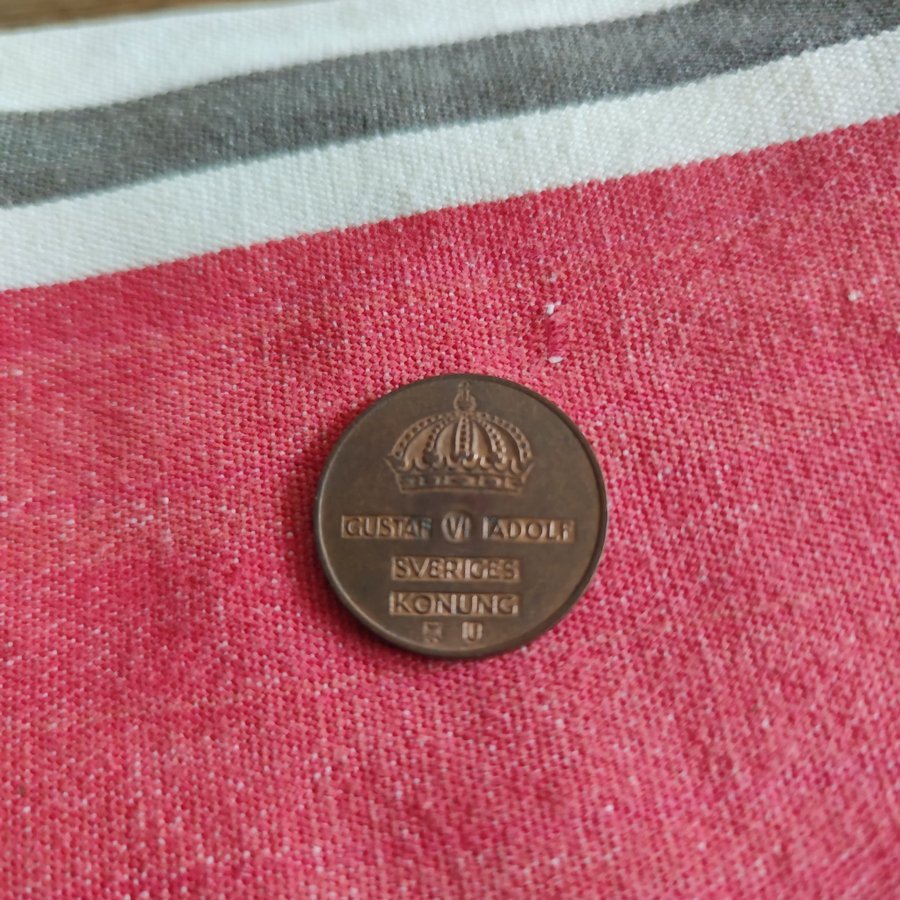 GUSTAF VI ADOLF
SVERIGES
KONUNG
U